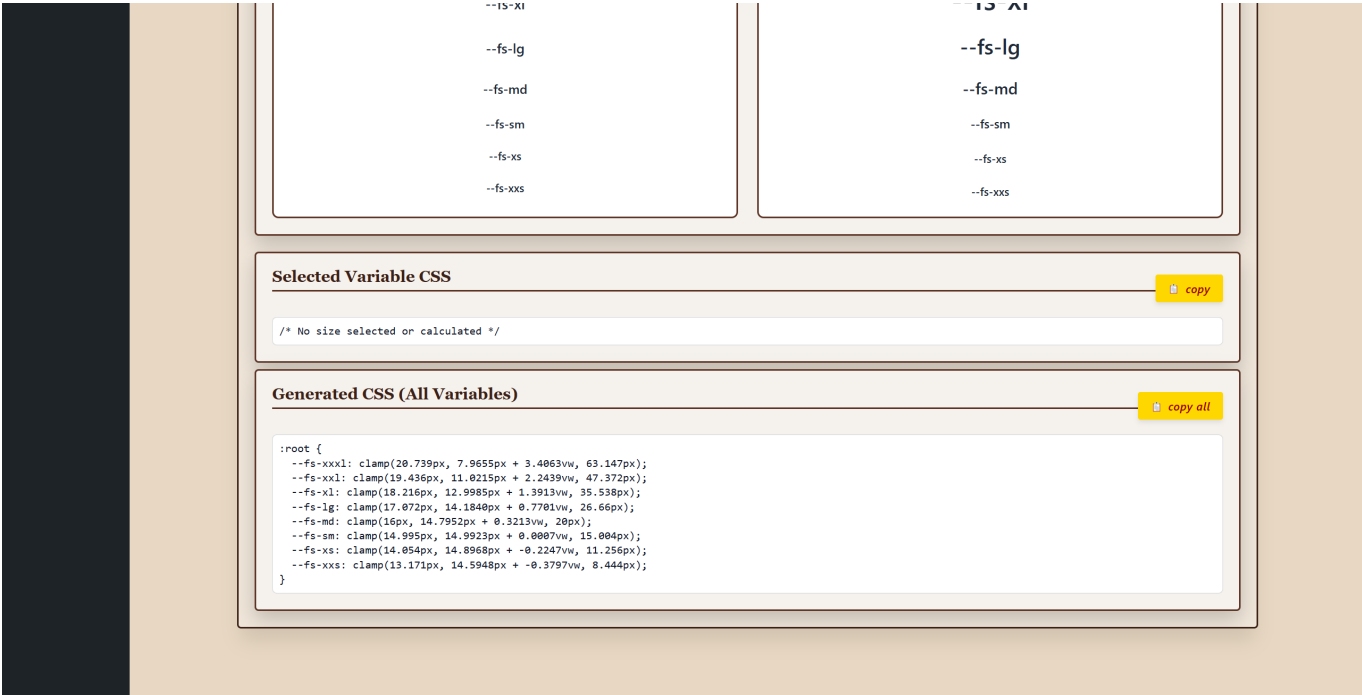 --fs-xl
--fs-xl
--fs-lg
--fs-lg
--fs-md
--fs-md
--fs-sm
--fs-sm
--fs-xs
--fs-xs
--fs-xxs
--fs-xxs
Selected Variable CSS
copy
/* No size selected or calculated */
Generated CSS (All Variables)
copy all
:root {
--fs-xxxl: clamp(20.739px, 7.9655px + 3.4063vw, 63.147px);
--fs-xxl: clamp(19.436px, 11.0215px + 2.2439vw, 47.372px);
--fs-xl: clamp(18.216px, 12.9985px + 1.3913vw, 35.538px);
--fs-lg: clamp(17.072px, 14.1840px + 0.7701vw, 26.66px);
--fs-md: clamp(16px, 14.7952px + 0.3213vw, 20px);
--fs-sm: clamp(14.995px, 14.9923px + 0.0007vw, 15.004px);
--fs-xs: clamp(14.054px, 14.8968px + -0.2247vw, 11.256px);
--fs-xxs: clamp(13.171px, 14.5948px + -0.3797vw, 8.444px);
}